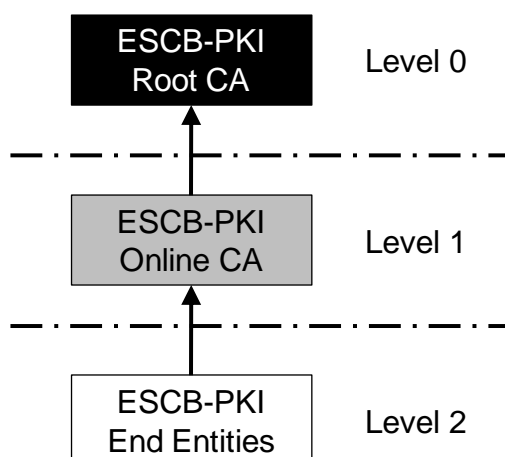 ESCB-PKI
Root CA
Level 0
ESCB-PKI
Online CA
Level 1
ESCB-PKI
End Entities
Level 2